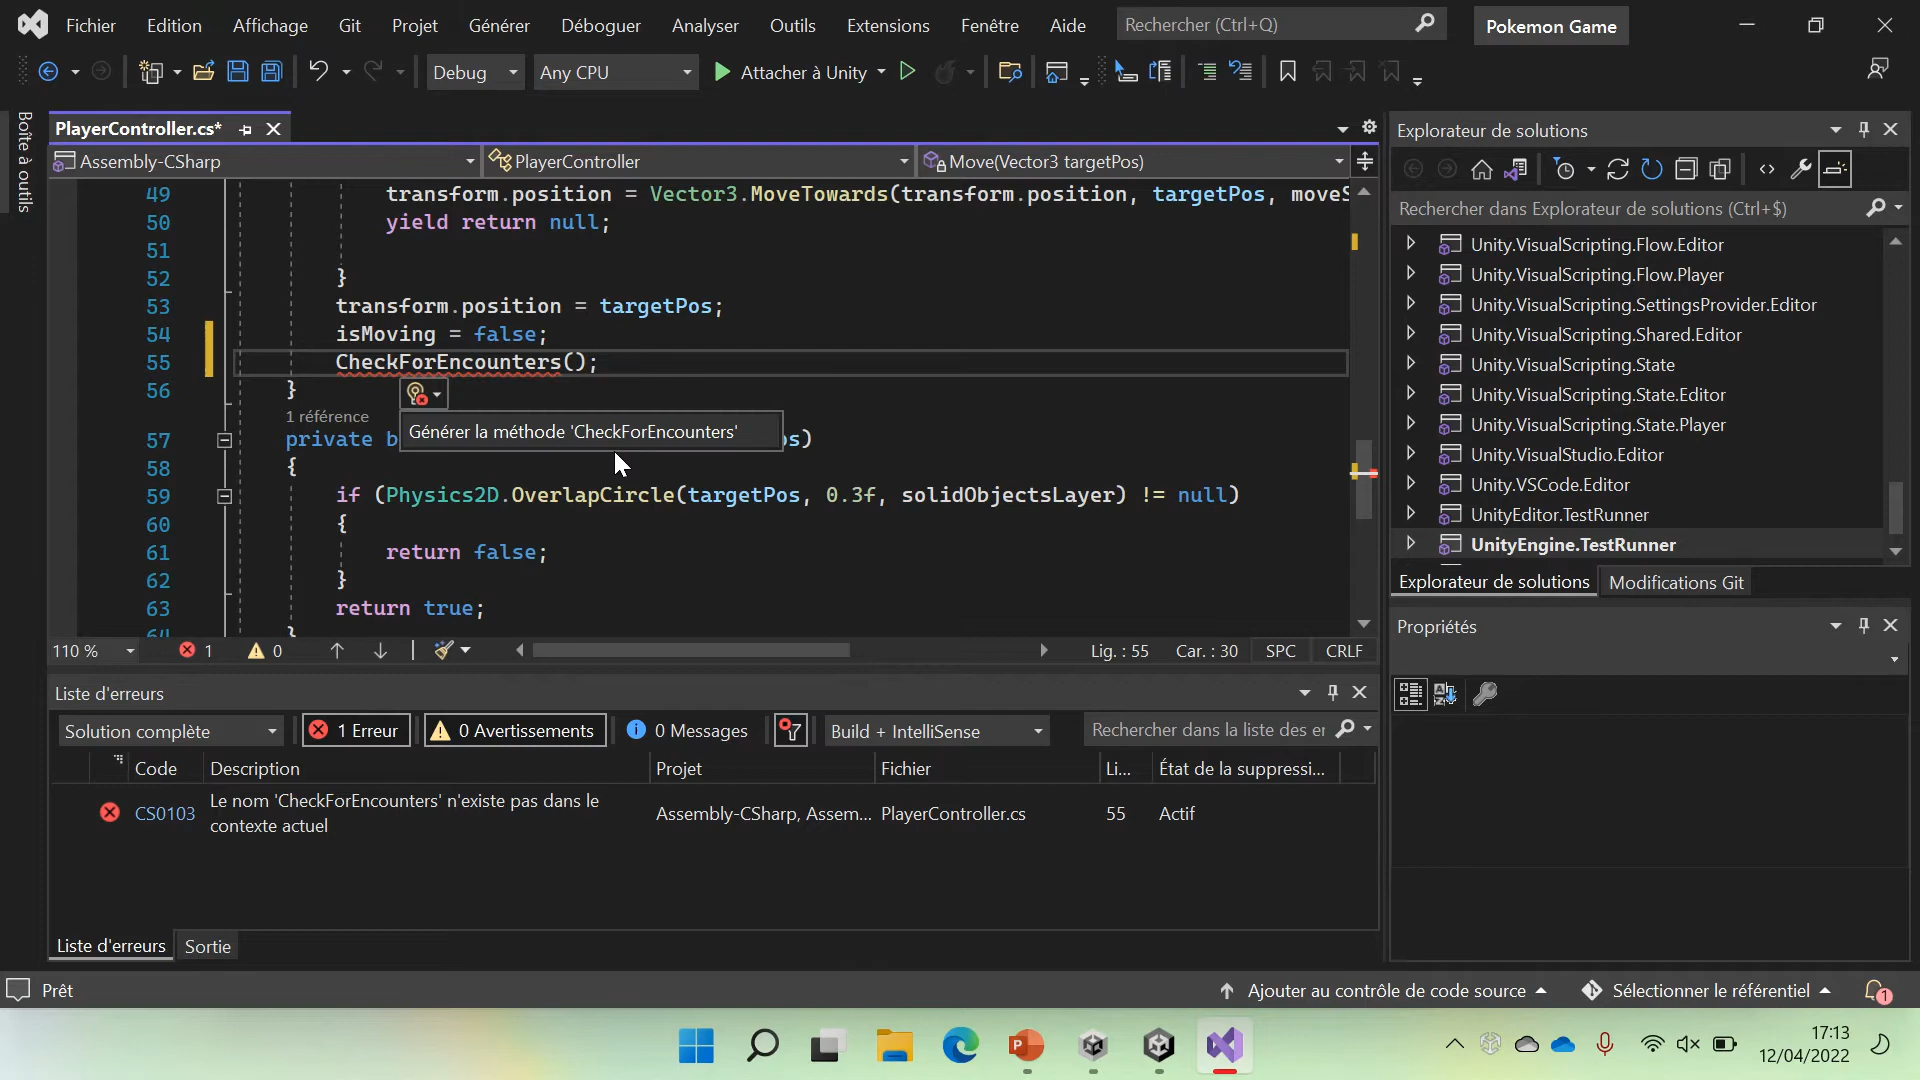 Fichier Edition Affichage Git Projet Générer Déboguer Analyser Outils Extensions Fenêtre Aide Rechercher (Ctrl+Q) Pokemon Game
Debug Any CPU Attacher à Unity
Boîte à outils
PlayerController.cs*
Assembly-CSharp PlayerController Move(Vector3 targetPos)
49 transform.position = Vector3.MoveTowards(transform.position, targetPos, moveS
50 yield return null;
51
52 }
53 transform.position = targetPos;
54 isMoving = false;
55 CheckForEncounters();
56 }
1 référence
Générer la méthode 'CheckForEncounters'
57 private b s)
58 {
59 if (Physics2D.OverlapCircle(targetPos, 0.3f, solidObjectsLayer) != null)
60 {
61 return false;
62 }
63 return true;
64 }
110 % 1 0 Lig. : 55 Car. : 30 SPC CRLF
Explorateur de solutions
Rechercher dans Explorateur de solutions (Ctrl+$)
Unity.VisualScripting.Flow.Editor
Unity.VisualScripting.Flow.Player
Unity.VisualScripting.SettingsProvider.Editor
Unity.VisualScripting.Shared.Editor
Unity.VisualScripting.State
Unity.VisualScripting.State.Editor
Unity.VisualScripting.State.Player
Unity.VisualStudio.Editor
Unity.VSCode.Editor
UnityEditor.TestRunner
UnityEngine.TestRunner
Explorateur de solutions Modifications Git
Propriétés
Liste d'erreurs
Solution complète 1 Erreur 0 Avertissements 0 Messages Build + IntelliSense Rechercher dans la liste des er
Code Description Projet Fichier Li... État de la suppressi...
CS0103 Le nom 'CheckForEncounters' n'existe pas dans le
contexte actuel
Assembly-CSharp, Assem... PlayerController.cs 55 Actif
Liste d'erreurs Sortie
Prêt Ajouter au contrôle de code source Sélectionner le référentiel 1
17:13
12/04/2022